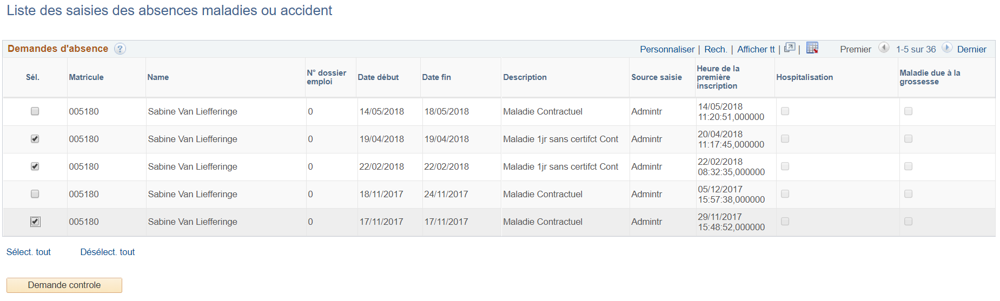 Liste des saisies des absences maladies ou accident
Demandes d'absence ? Personnaliser | Rech. | Afficher tt | | Premier 1-5 sur 36 Dernier
Sél. Matricule Name N° dossier emploi Date début Date fin Description Source saisie Heure de la première inscription Hospitalisation Maladie due à la grossesse
005180 Sabine Van Liefferinge 0 14/05/2018 18/05/2018 Maladie Contractuel Admintr 14/05/2018 11:20:51,000000
005180 Sabine Van Liefferinge 0 19/04/2018 19/04/2018 Maladie 1jr sans certifct Cont Admintr 20/04/2018 11:17:45,000000
005180 Sabine Van Liefferinge 0 22/02/2018 22/02/2018 Maladie 1jr sans certifct Cont Admintr 22/02/2018 08:32:35,000000
005180 Sabine Van Liefferinge 0 18/11/2017 24/11/2017 Maladie Contractuel Admintr 05/12/2017 15:57:38,000000
005180 Sabine Van Liefferinge 0 17/11/2017 17/11/2017 Maladie Contractuel Admintr 29/11/2017 15:48:52,000000
Sélect. tout Désélect. tout
Demande controle